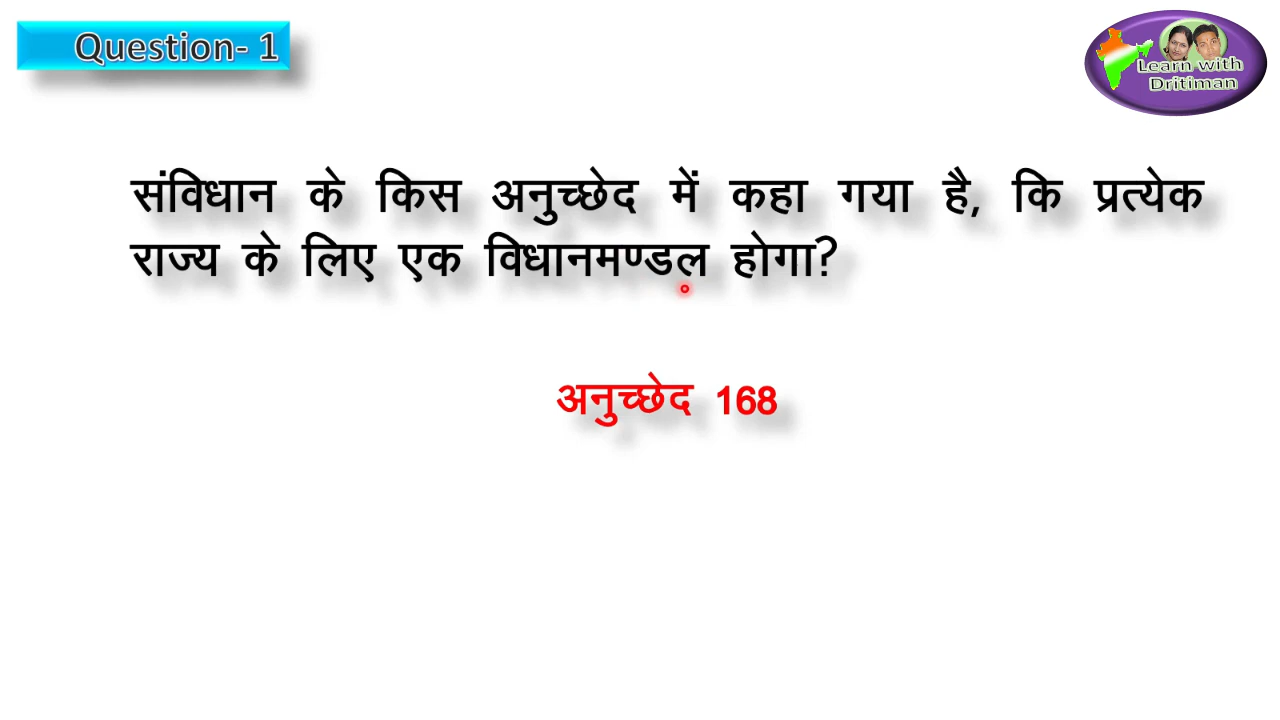 Question- 1
Learn with
Dritiman
संविधान के किस अनुच्छेद में कहा गया है, कि प्रत्येक
राज्य के लिए एक विधानमण्डल होगा?
अनुच्छेद 168